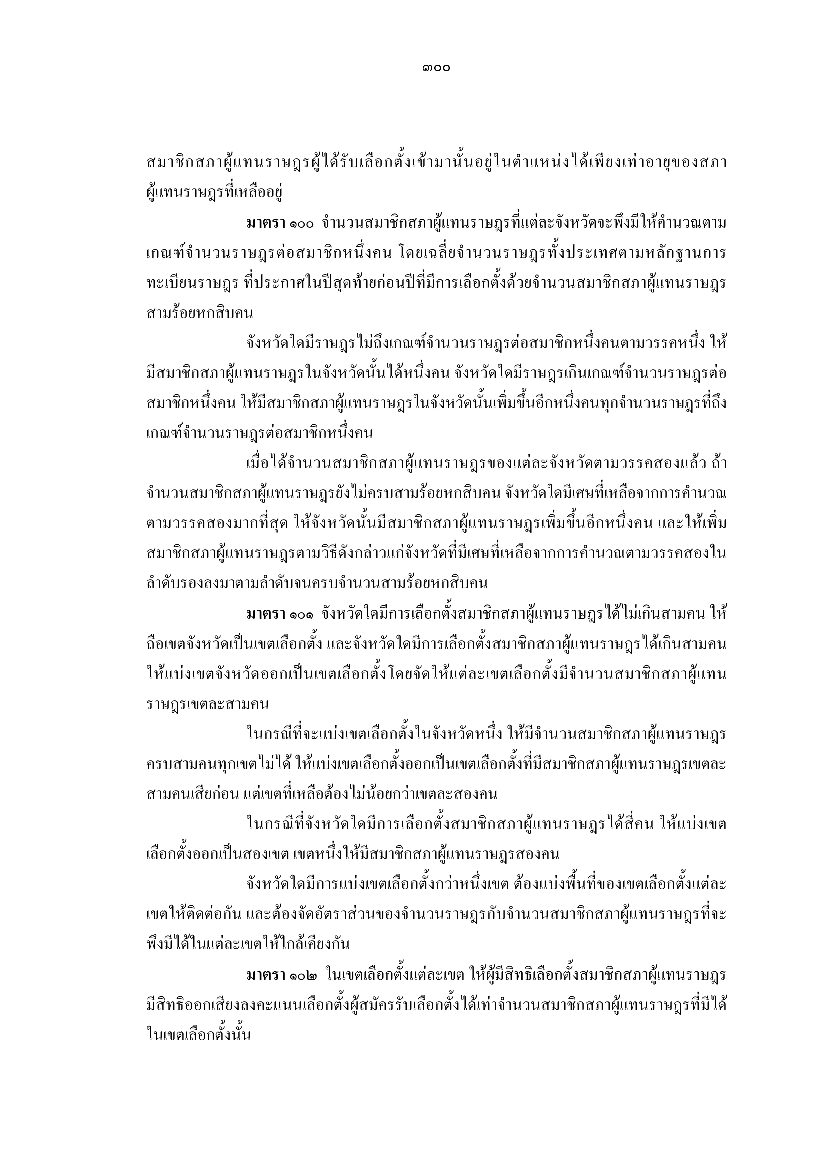 ๓๐๐
สมาชิกสภาผู้แทนราษฎรผู้ได้รับเลือกตั้งเข้ามานั้นอยู่ในตำแหน่งได้เพียงเท่าอายุของสภา
ผู้แทนราษฎรที่เหลืออยู่
มาตรา ๑๐๐ จำนวนสมาชิกสภาผู้แทนราษฎรที่แต่ละจังหวัดจะพึงมีให้คำนวณตาม
เกณฑ์จำนวนราษฎรต่อสมาชิกหนึ่งคน โดยเฉลี่ยจำนวนราษฎรทั้งประเทศตามหลักฐานการ
ทะเบียนราษฎร ที่ประกาศในปีสุดท้ายก่อนปีที่มีการเลือกตั้งด้วยจำนวนสมาชิกสภาผู้แทนราษฎร
สามร้อยหกสิบคน
จังหวัดใดมีราษฎรไม่ถึงเกณฑ์จำนวนราษฎรต่อสมาชิกหนึ่งคนตามวรรคหนึ่ง ให้
มีสมาชิกสภาผู้แทนราษฎรในจังหวัดนั้นได้หนึ่งคน จังหวัดใดมีราษฎรเกินเกณฑ์จำนวนราษฎรต่อ
สมาชิกหนึ่งคน ให้มีสมาชิกสภาผู้แทนราษฎรในจังหวัดนั้นเพิ่มขึ้นอีกหนึ่งคนทุกจำนวนราษฎรที่ถึง
เกณฑ์จำนวนราษฎรต่อสมาชิกหนึ่งคน
เมื่อได้จำนวนสมาชิกสภาผู้แทนราษฎรของแต่ละจังหวัดตามวรรคสองแล้ว ถ้า
จำนวนสมาชิกสภาผู้แทนราษฎรยังไม่ครบสามร้อยหกสิบคน จังหวัดใดมีเศษที่เหลือจากการคำนวณ
ตามวรรคสองมากที่สุด ให้จังหวัดนั้นมีสมาชิกสภาผู้แทนราษฎรเพิ่มขึ้นอีกหนึ่งคน และให้เพิ่ม
สมาชิกสภาผู้แทนราษฎรตามวิธีดังกล่าวแก่จังหวัดที่มีเศษที่เหลือจากการคำนวณตามวรรคสองใน
ลำดับรองลงมาตามลำดับจนครบจำนวนสามร้อยหกสิบคน
มาตรา ๑๐๑ จังหวัดใดมีการเลือกตั้งสมาชิกสภาผู้แทนราษฎรได้ไม่เกินสามคน ให้
ถือเขตจังหวัดเป็นเขตเลือกตั้ง และจังหวัดใดมีการเลือกตั้งสมาชิกสภาผู้แทนราษฎรได้เกินสามคน
ให้แบ่งเขตจังหวัดออกเป็นเขตเลือกตั้งโดยจัดให้แต่ละเขตเลือกตั้งมีจำนวนสมาชิกสภาผู้แทน
ราษฎรเขตละสามคน
ในกรณีที่จะแบ่งเขตเลือกตั้งในจังหวัดหนึ่ง ให้มีจำนวนสมาชิกสภาผู้แทนราษฎร
ครบสามคนทุกเขตไม่ได้ ให้แบ่งเขตเลือกตั้งออกเป็นเขตเลือกตั้งที่มีสมาชิกสภาผู้แทนราษฎรเขตละ
สามคนเสียก่อน แต่เขตที่เหลือต้องไม่น้อยกว่าเขตละสองคน
ในกรณีที่จังหวัดใดมีการเลือกตั้งสมาชิกสภาผู้แทนราษฎรได้สี่คน ให้แบ่งเขต
เลือกตั้งออกเป็นสองเขต เขตหนึ่งให้มีสมาชิกสภาผู้แทนราษฎรสองคน
จังหวัดใดมีการแบ่งเขตเลือกตั้งกว่าหนึ่งเขต ต้องแบ่งพื้นที่ของเขตเลือกตั้งแต่ละ
เขตให้ติดต่อกัน และต้องจัดอัตราส่วนของจำนวนราษฎรกับจำนวนสมาชิกสภาผู้แทนราษฎรที่จะ
พึงมีได้ในแต่ละเขตให้ใกล้เคียงกัน
มาตรา ๑๐๒ ในเขตเลือกตั้งแต่ละเขต ให้ผู้มีสิทธิเลือกตั้งสมาชิกสภาผู้แทนราษฎร
มีสิทธิออกเสียงลงคะแนนเลือกตั้งผู้สมัครรับเลือกตั้งได้เท่าจำนวนสมาชิกสภาผู้แทนราษฎรที่มีได้
ในเขตเลือกตั้งนั้น